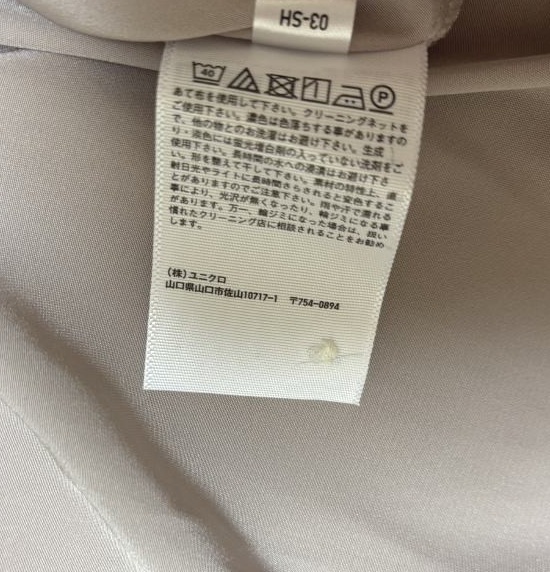 03-SH
40
P
あて布を使用して下さい。クリーニングネットを
ご使用下さい。濃色は色落ちする事がありますの
で、他の物とのお洗濯はお避け下さい。生成
り・淡色には蛍光増白剤の入っていない洗剤をご
使用下さい。長時間の水への浸漬はお避け下さ
い。形を整えて干して下さい。素材の特性上、直
射日光やライトに長時間さらされると変色するこ
とがありますのでご注意下さい。雨や汗で濡れる
事により、光沢が無くなったり、輪ジミになる事
があります。万一、輪ジミになった場合は、扱い
慣れたクリーニング店に相談されることをお勧め
します。
(株)ユニクロ
山口県山口市佐山10717-1 〒754-0894